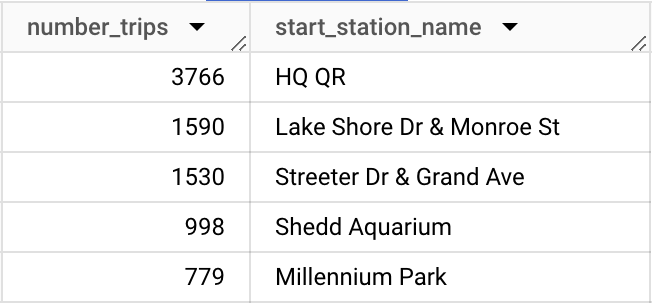 number_trips start_station_name
3766 HQ QR
1590 Lake Shore Dr & Monroe St
1530 Streeter Dr & Grand Ave
998 Shedd Aquarium
779 Millennium Park